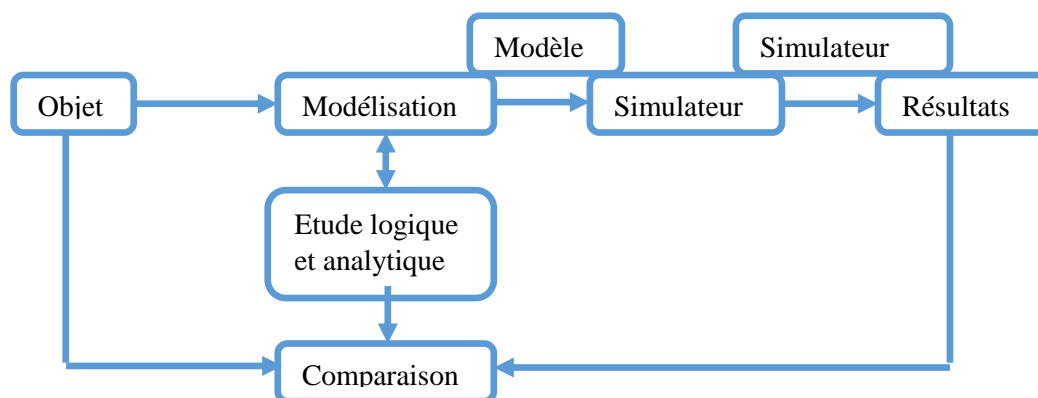 Modèle
Simulateur
Objet
Modélisation
Simulateur
Résultats
Etude logique
et analytique
Comparaison